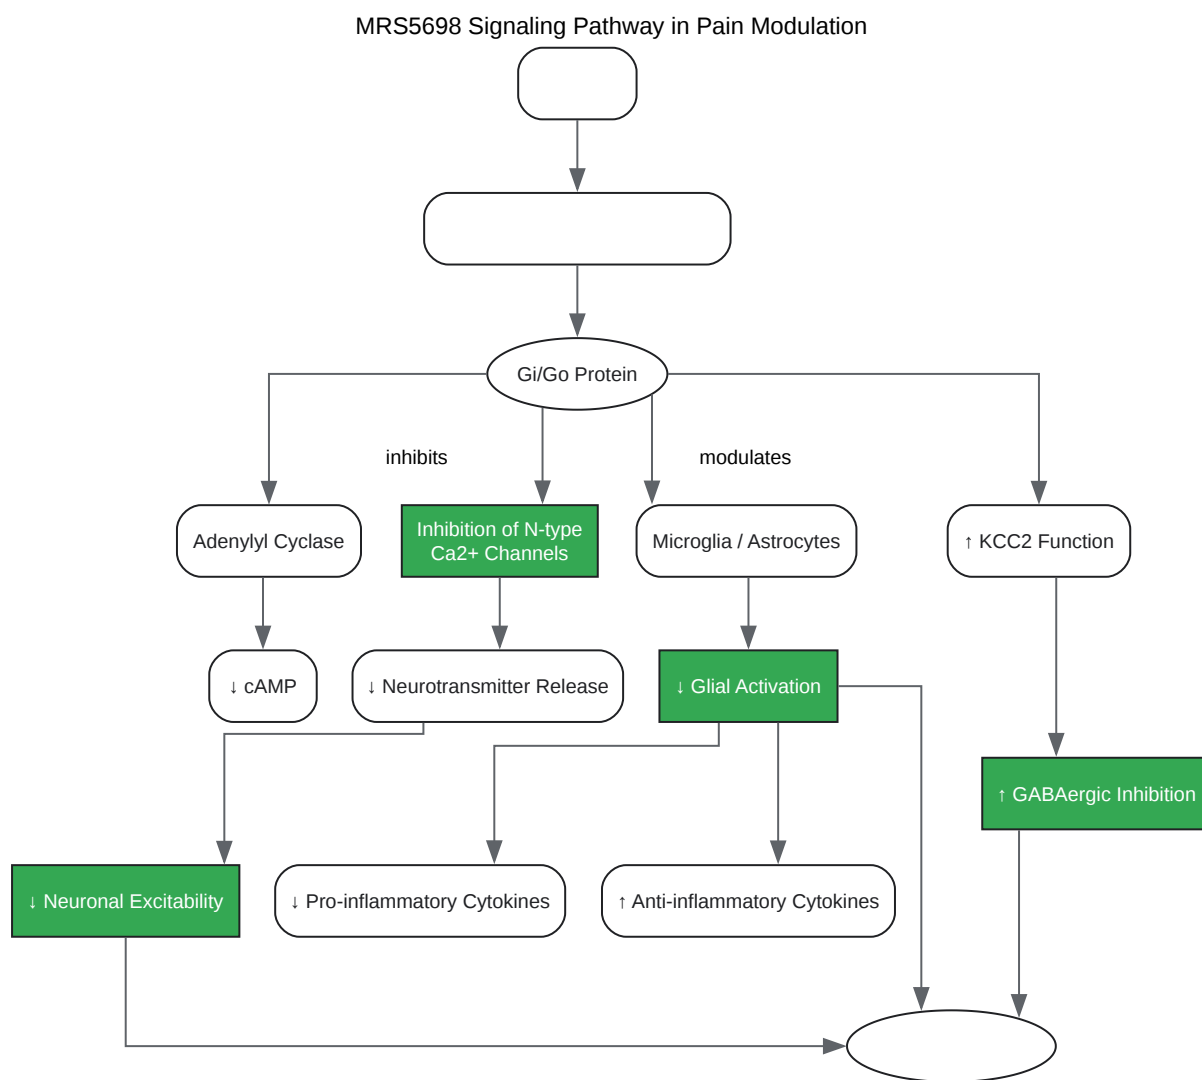 MRS5698 Signaling Pathway in Pain Modulation
Gi/Go Protein
inhibits
modulates
Adenylyl Cyclase
Inhibition of N-type
Ca2+ Channels
Microglia / Astrocytes
↑ KCC2 Function
↓ cAMP
↓ Neurotransmitter Release
↓ Glial Activation
↑ GABAergic Inhibition
↓ Neuronal Excitability
↓ Pro-inflammatory Cytokines
↑ Anti-inflammatory Cytokines